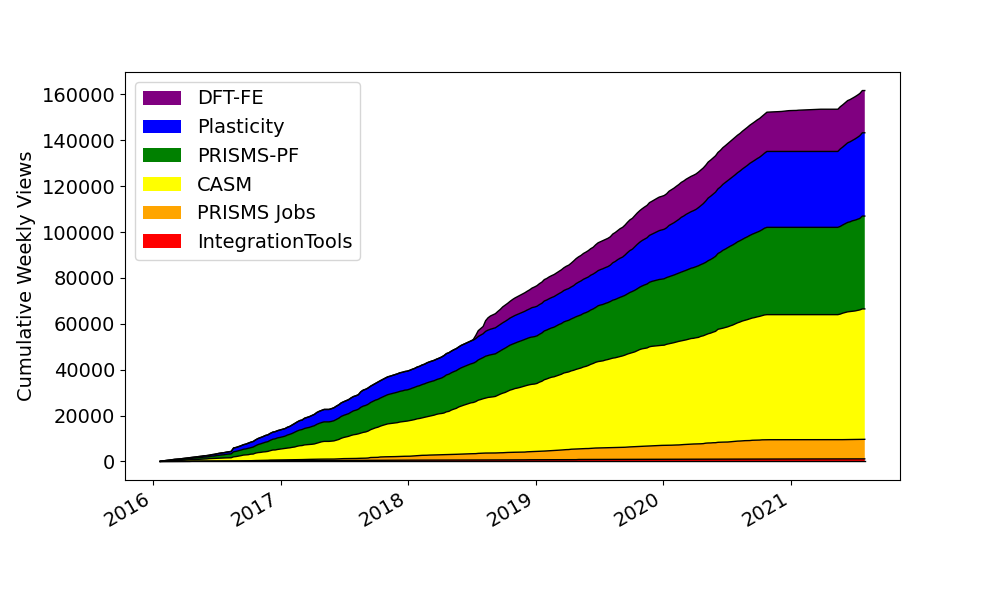 DFT-FE
Plasticity
PRISMS-PF
CASM
PRISMS Jobs
IntegrationTools
Cumulative Weekly Views
160000
140000
120000
100000
80000
60000
40000
20000
0
2016
2017
2018
2019
2020
2021